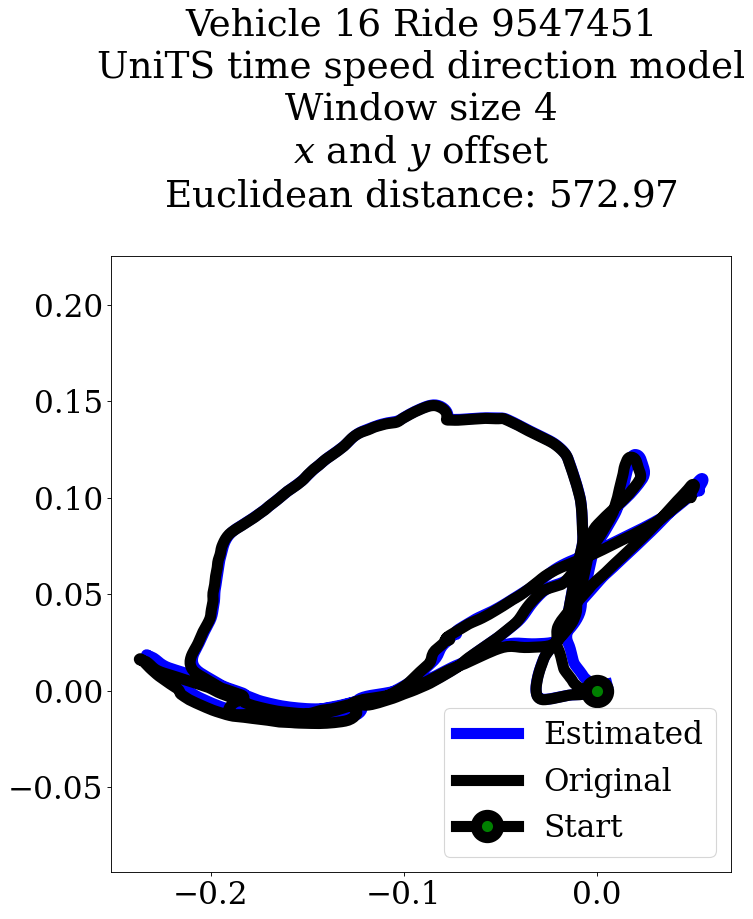 Vehicle 16 Ride 9547451
UniTS time speed direction model
Window size 4
x and y offset
Euclidean distance: 572.97
0.20
0.15
0.10
0.05
0.00
−0.05
−0.2
−0.1
0.0
Estimated
Original
Start